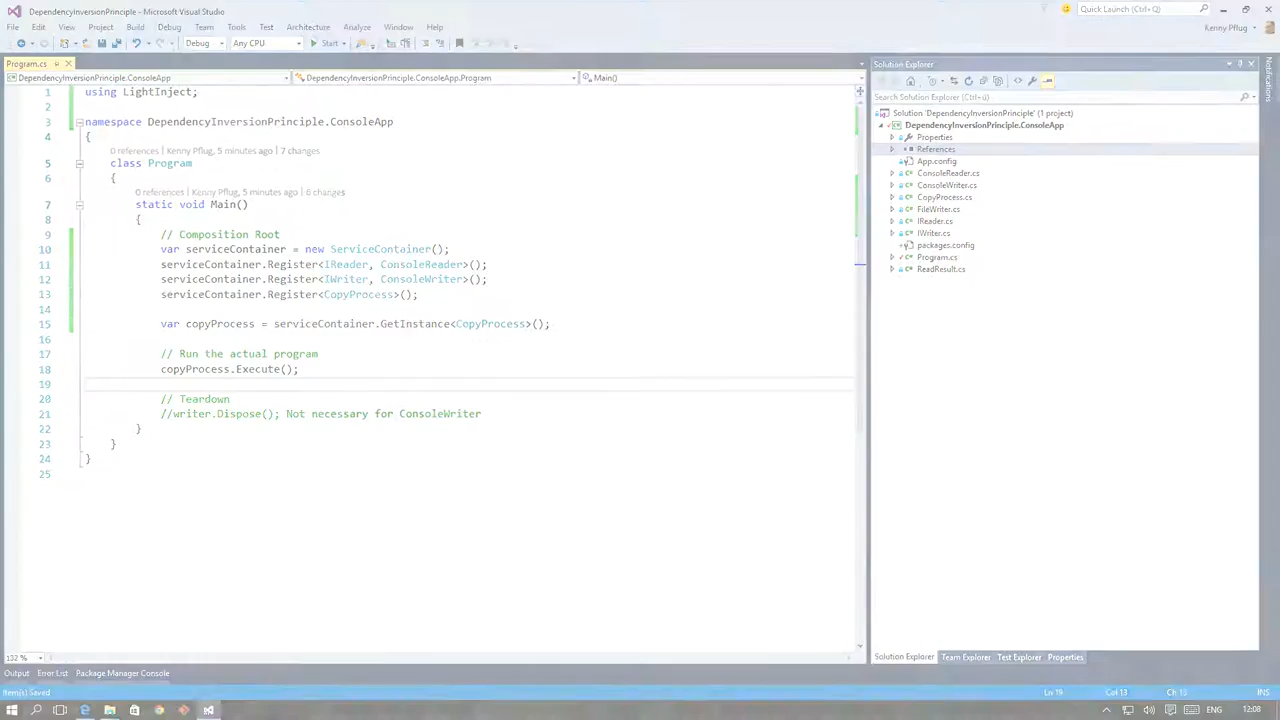 DependencyInversionPrinciple - Microsoft Visual Studio
Quick Launch (Ctrl+Q)
File Edit View Project Build Debug Team Tools Test Architecture Analyze Window Help
Kenny Pflug
Debug Any CPU Start
Program.cs
Solution Explorer
DependencyInversionPrinciple.ConsoleApp DependencyInversionPrinciple.ConsoleApp.Program Main()
Search Solution Explorer (Ctrl+ü)
Solution 'DependencyInversionPrinciple' (1 project)
DependencyInversionPrinciple.ConsoleApp
Properties
References
App.config
ConsoleReader.cs
ConsoleWriter.cs
CopyProcess.cs
FileWriter.cs
IReader.cs
IWriter.cs
packages.config
Program.cs
ReadResult.cs
1 using LightInject;
2
3 namespace DependencyInversionPrinciple.ConsoleApp
4 {
0 references | Kenny Pflug, 5 minutes ago | 7 changes
5 class Program
6 {
0 references | Kenny Pflug, 5 minutes ago | 6 changes
7 static void Main()
8 {
9 // Composition Root
10 var serviceContainer = new ServiceContainer();
11 serviceContainer.Register<IReader, ConsoleReader>();
12 serviceContainer.Register<IWriter, ConsoleWriter>();
13 serviceContainer.Register<CopyProcess>();
14
15 var copyProcess = serviceContainer.GetInstance<CopyProcess>();
16
17 // Run the actual program
18 copyProcess.Execute();
19
20 // Teardown
21 //writer.Dispose(); Not necessary for ConsoleWriter
22 }
23 }
24 }
25
Notifications
132 %
Solution Explorer Team Explorer Test Explorer Properties
Output Error List Package Manager Console
Item(s) Saved Ln 19 Col 13 Ch 13 INS
ENG 12:08